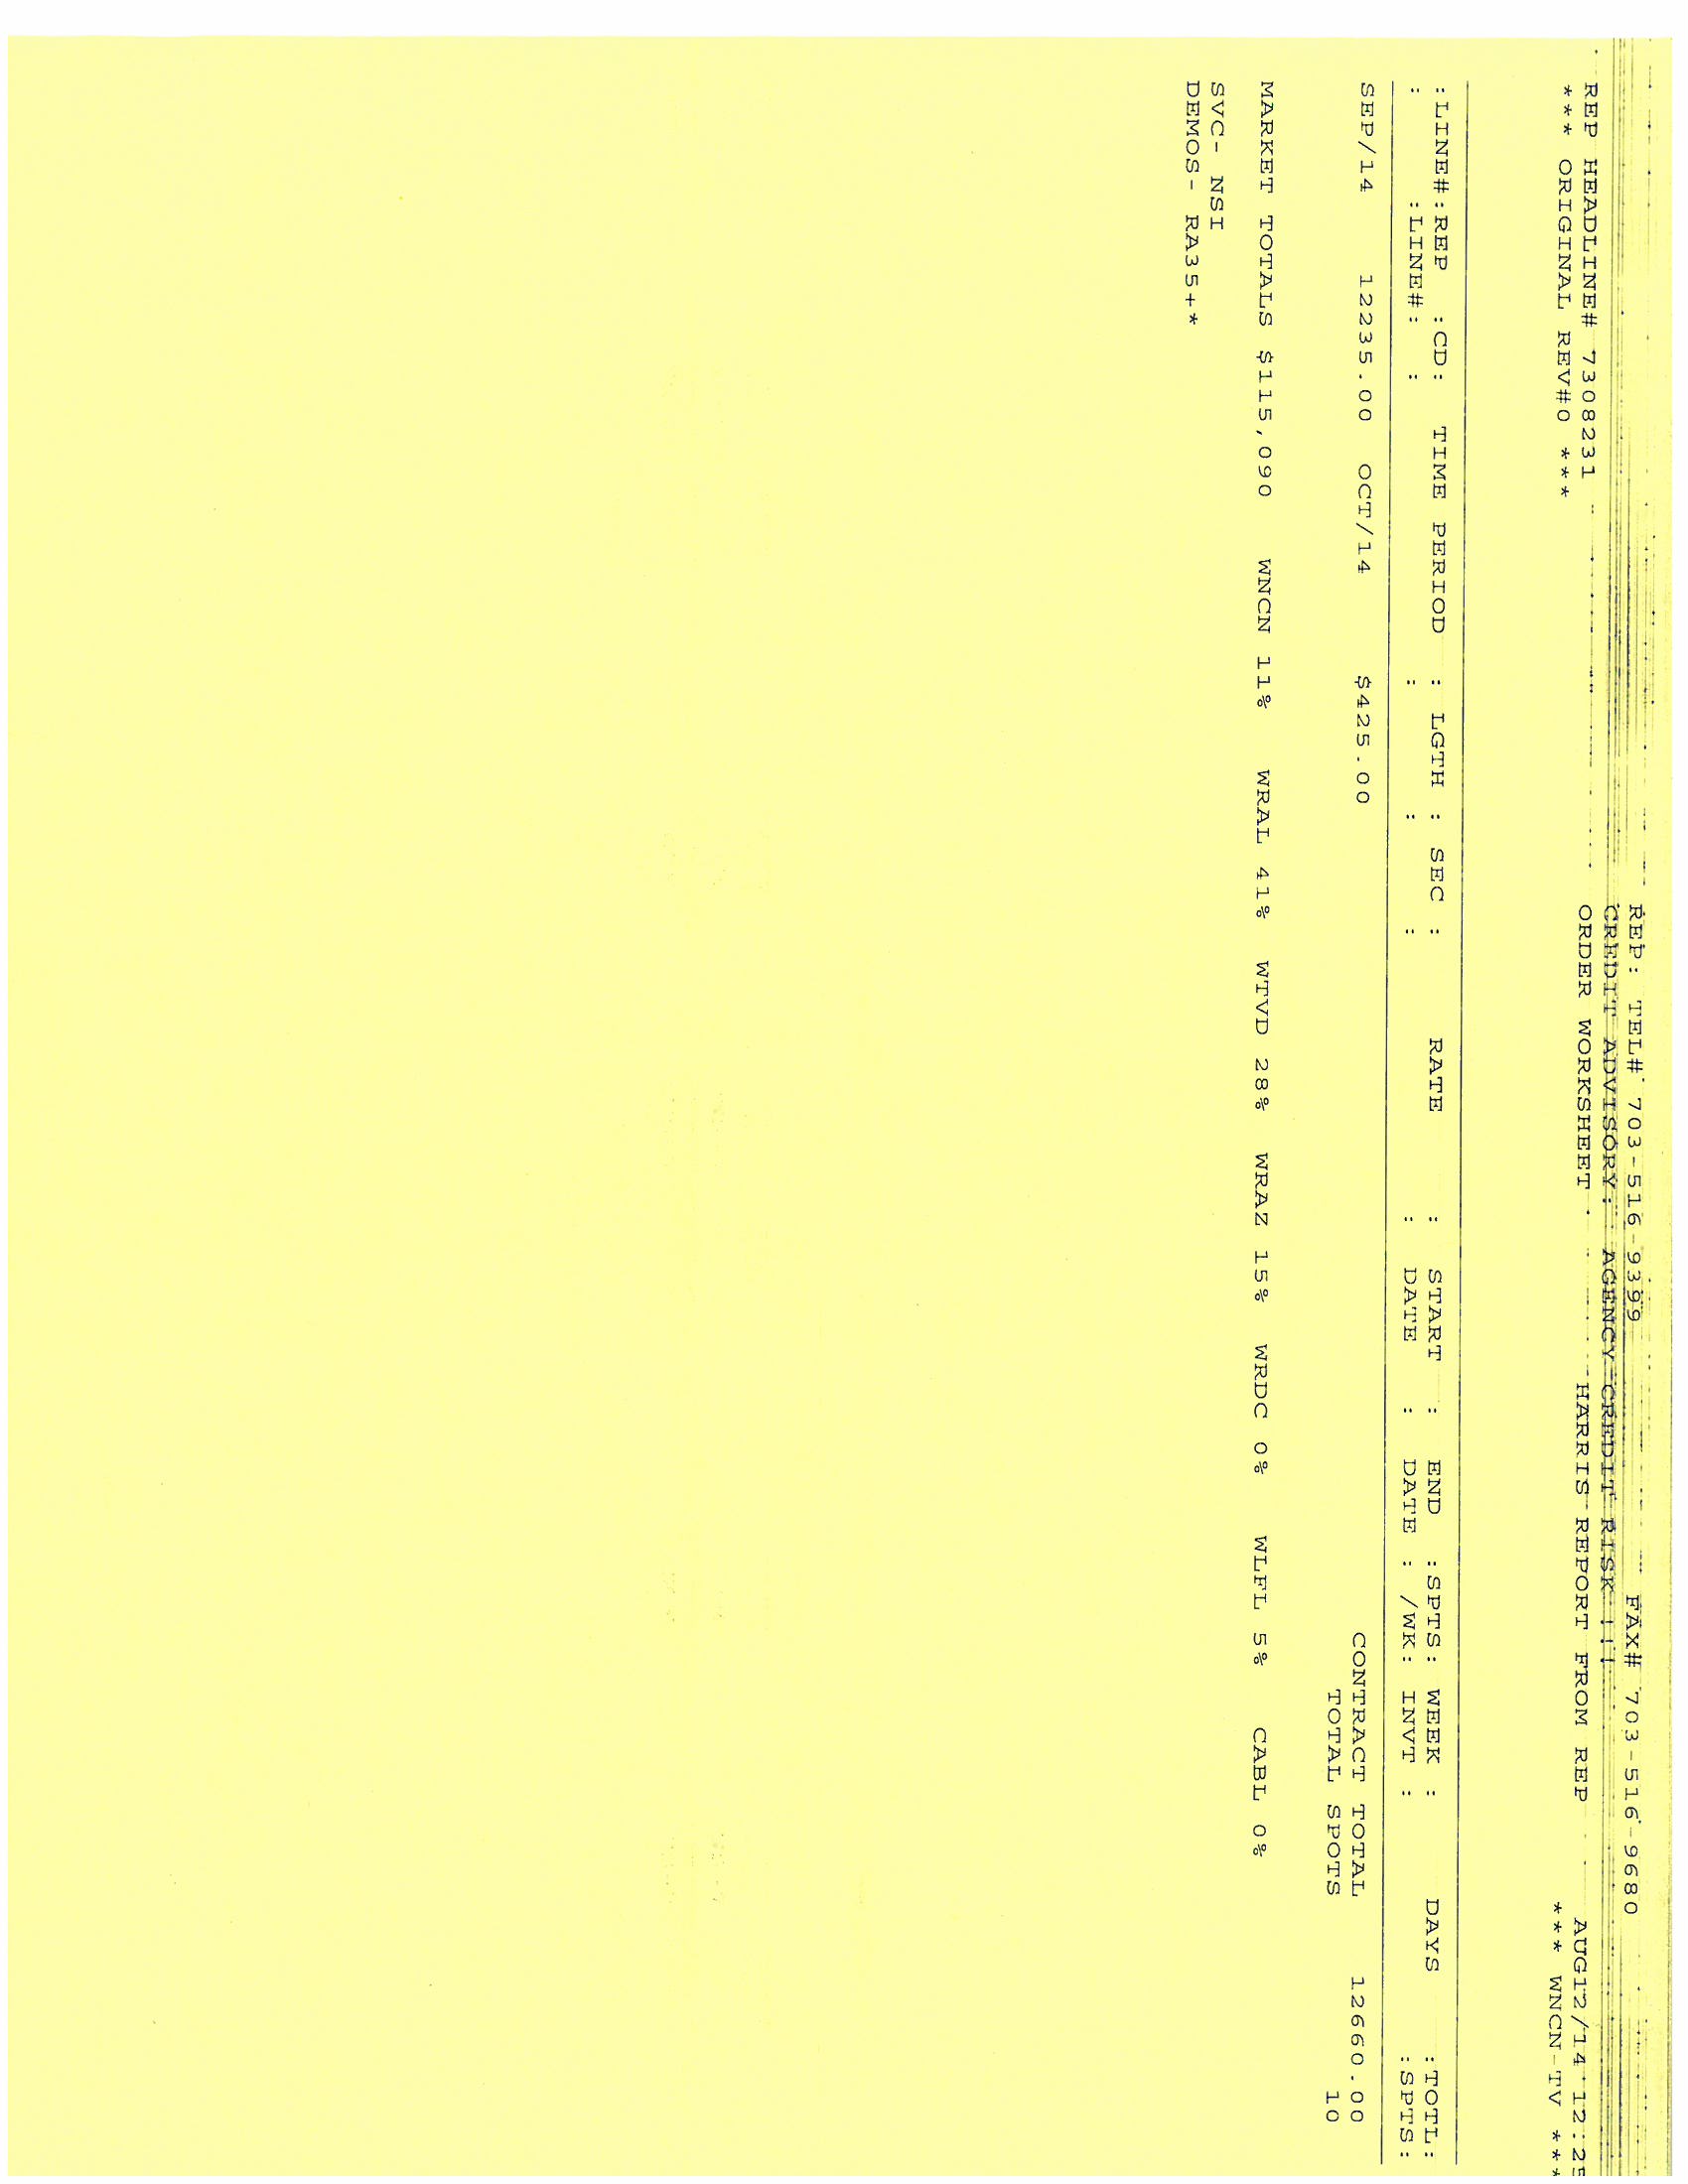 REP: TEL# 703-516-9399 FAX# 703-516-9680
CREDIT ADVISORY: AGENCY CREDIT RISK !!!
REP HEADLINE# 7308231 ORDER WORKSHEET HARRIS REPORT FROM REP AUG12/14 12:25
*** ORIGINAL REV#0 *** *** WNCN-TV ***
:LINE#:REP :CD: TIME PERIOD : LGTH : SEC : RATE : START : END :SPTS: WEEK : DAYS :TOTL:
: :LINE#: : : : : : DATE : DATE : /WK: INVT : :SPTS:
SEP/14 12235.00 OCT/14 $425.00 CONTRACT TOTAL 12660.00
TOTAL SPOTS 10
MARKET TOTALS $115,090 WNCN 11% WRAL 41% WTVD 28% WRAZ 15% WRDC 0% WLFL 5% CABL 0%
SVC- NSI
DEMOS- RA35+*